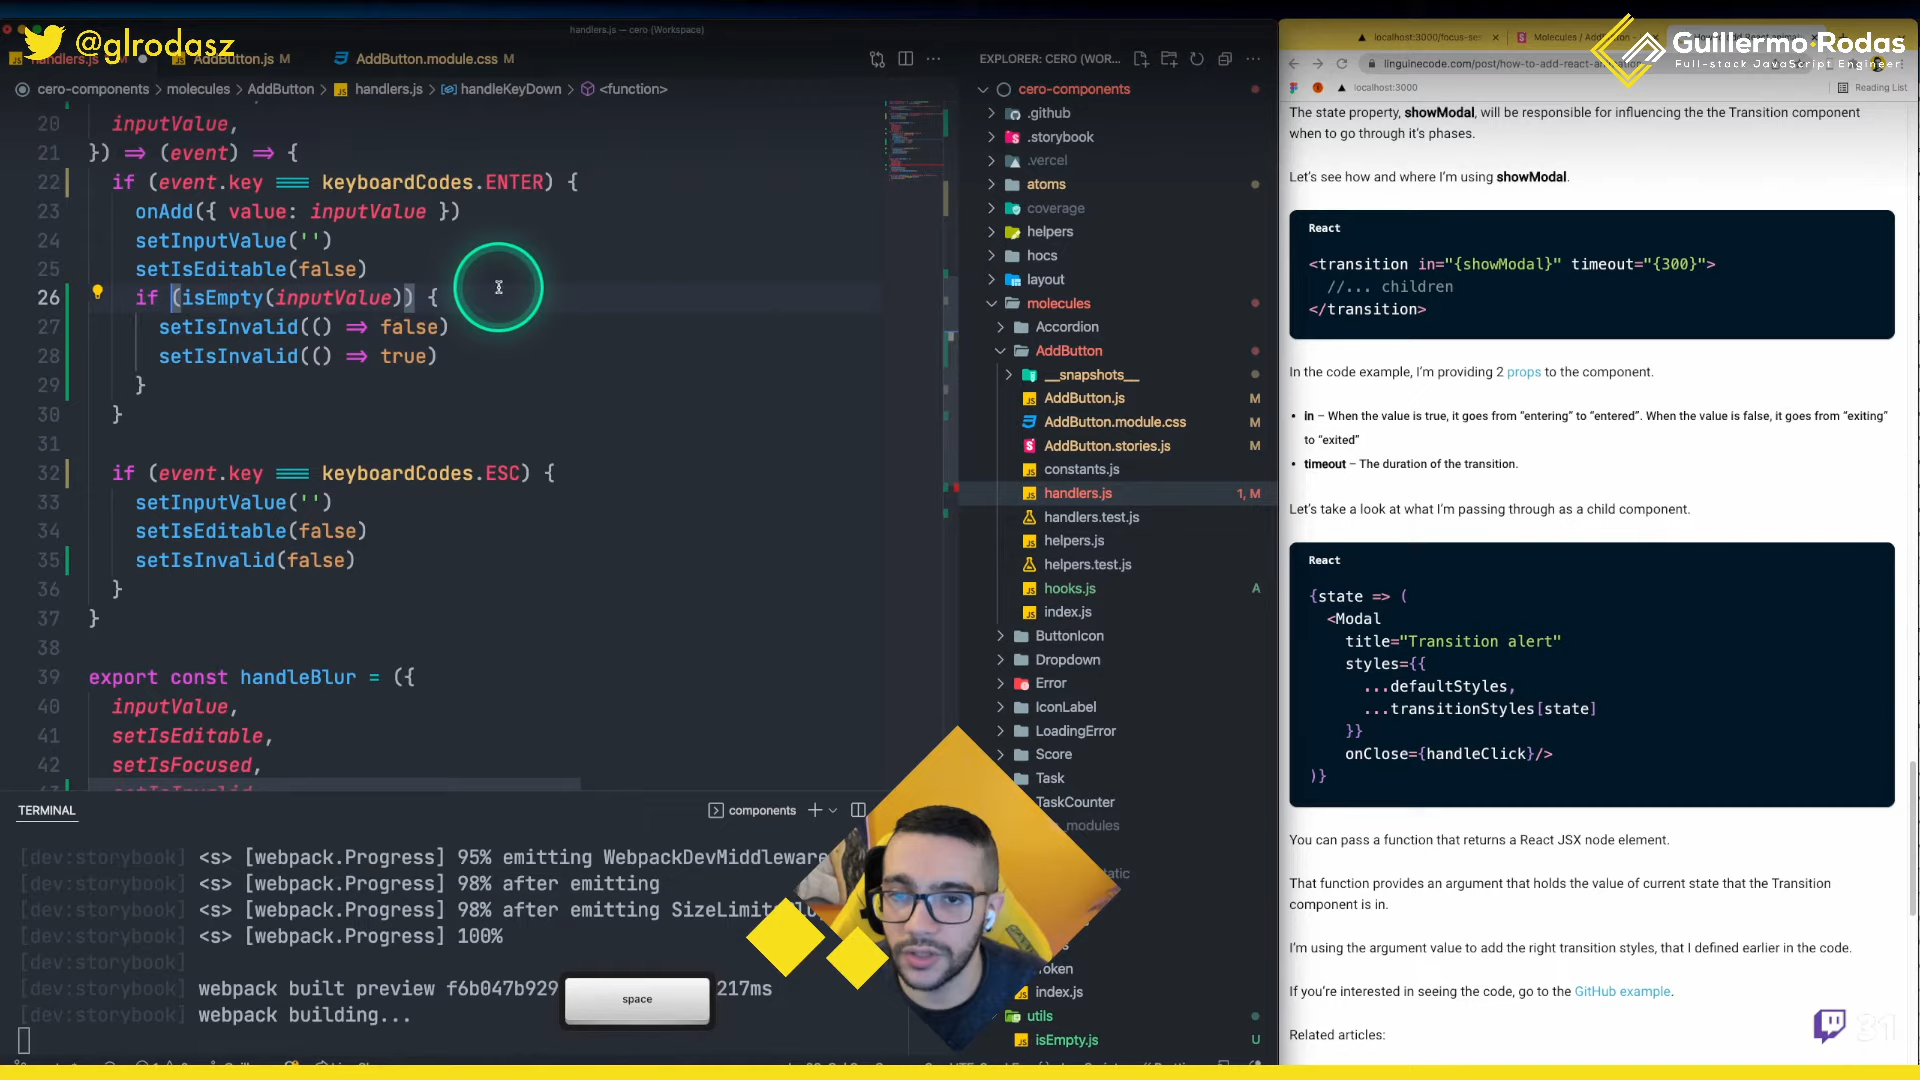 @glrodasz
handlers.js — cero (Workspace)
handlers.js
AddButton.js M
AddButton.module.css M
cero-components > molecules > AddButton > handlers.js > handleKeyDown > <function>
20 inputValue,
21 }) => (event) => {
22 if (event.key === keyboardCodes.ENTER) {
23 onAdd({ value: inputValue })
24 setInputValue('')
25 setIsEditable(false)
26 if (isEmpty(inputValue)) {
27 setIsInvalid(() => false)
28 setIsInvalid(() => true)
29 }
30 }
31
32 if (event.key === keyboardCodes.ESC) {
33 setInputValue('')
34 setIsEditable(false)
35 setIsInvalid(false)
36 }
37 }
38
39 export const handleBlur = ({
40 inputValue,
41 setIsEditable,
42 setIsFocused,
TERMINAL
components
[dev:storybook] <s> [webpack.Progress] 95% emitting WebpackDevMiddleware
[dev:storybook] <s> [webpack.Progress] 98% after emitting
[dev:storybook] <s> [webpack.Progress] 98% after emitting
[dev:storybook] <s> [webpack.Progress] 100%
[dev:storybook]
[dev:storybook] webpack built preview f6b047b929
217ms
[dev:storybook] webpack building...
space
EXPLORER: CERO (WOR...
cero-components
.github
.storybook
.vercel
atoms
coverage
helpers
hocs
layout
molecules
Accordion
AddButton
__snapshots__
AddButton.js M
AddButton.module.css M
AddButton.stories.js M
constants.js
handlers.js 1, M
handlers.test.js
helpers.js
helpers.test.js
hooks.js A
index.js
ButtonIcon
Dropdown
Error
IconLabel
LoadingError
Score
Task
TaskCounter
index.js
utils
isEmpty.js U
Guillermo Rodas
Full-stack JavaScript Engineer
localhost:3000
Reading List
The state property, showModal, will be responsible for influencing the the Transition component
when to go through it's phases.
Let's see how and where I'm using showModal.
React
<transition in="{showModal}" timeout="{300}">
//... children
</transition>
In the code example, I'm providing 2 props to the component.
• in – When the value is true, it goes from "entering" to "entered". When the value is false, it goes from "exiting"
to "exited"
• timeout – The duration of the transition.
Let's take a look at what I'm passing through as a child component.
React
{state => (
<Modal
title="Transition alert"
styles={{
...defaultStyles,
...transitionStyles[state]
}}
onClose={handleClick}/>
)}
You can pass a function that returns a React JSX node element.
That function provides an argument that holds the value of current state that the Transition
component is in.
I'm using the argument value to add the right transition styles, that I defined earlier in the code.
If you're interested in seeing the code, go to the GitHub example.
Related articles:
31